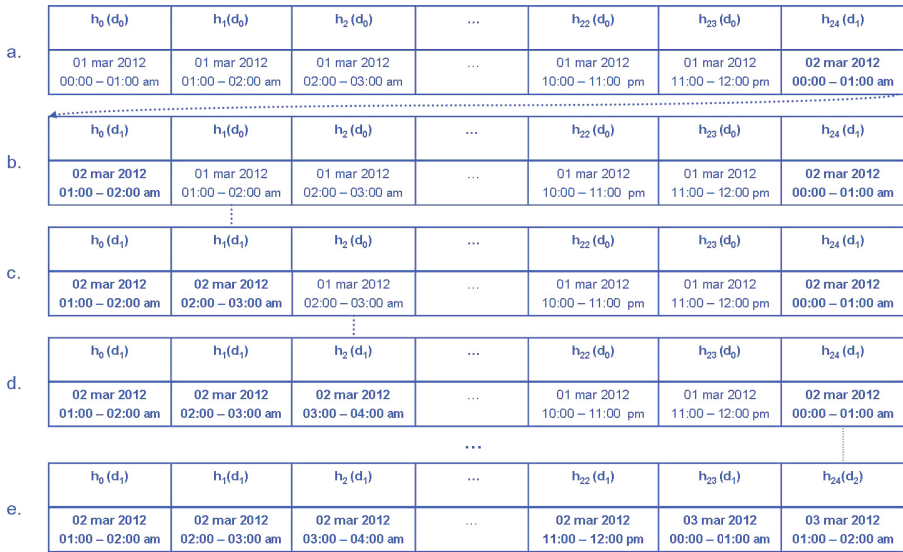 h0 (d0) h1(d0) h2 (d0) ... h22 (d0) h23 (d0) h24 (d1)
a.
01 mar 2012 01 mar 2012 01 mar 2012 ... 01 mar 2012 01 mar 2012 02 mar 2012
00:00 – 01:00 am 01:00 – 02:00 am 02:00 – 03:00 am 10:00 – 11:00 pm 11:00 – 12:00 pm 00:00 – 01:00 am
h0 (d1) h1(d0) h2 (d0) ... h22 (d0) h23 (d0) h24 (d1)
b.
02 mar 2012 01 mar 2012 01 mar 2012 ... 01 mar 2012 01 mar 2012 02 mar 2012
01:00 – 02:00 am 01:00 – 02:00 am 02:00 – 03:00 am 10:00 – 11:00 pm 11:00 – 12:00 pm 00:00 – 01:00 am
h0 (d1) h1(d1) h2 (d0) ... h22 (d0) h23 (d0) h24 (d1)
c.
02 mar 2012 02 mar 2012 01 mar 2012 ... 01 mar 2012 01 mar 2012 02 mar 2012
01:00 – 02:00 am 02:00 – 03:00 am 02:00 – 03:00 am 10:00 – 11:00 pm 11:00 – 12:00 pm 00:00 – 01:00 am
h0 (d1) h1(d1) h2 (d1) ... h22 (d0) h23 (d0) h24 (d1)
d.
02 mar 2012 02 mar 2012 02 mar 2012 ... 01 mar 2012 01 mar 2012 02 mar 2012
01:00 – 02:00 am 02:00 – 03:00 am 03:00 – 04:00 am 10:00 – 11:00 pm 11:00 – 12:00 pm 00:00 – 01:00 am
...
h0 (d1) h1(d1) h2 (d1) ... h22 (d1) h23 (d1) h24(d2)
e.
02 mar 2012 02 mar 2012 02 mar 2012 ... 02 mar 2012 03 mar 2012 03 mar 2012
01:00 – 02:00 am 02:00 – 03:00 am 03:00 – 04:00 am 11:00 – 12:00 pm 00:00 – 01:00 am 01:00 – 02:00 am